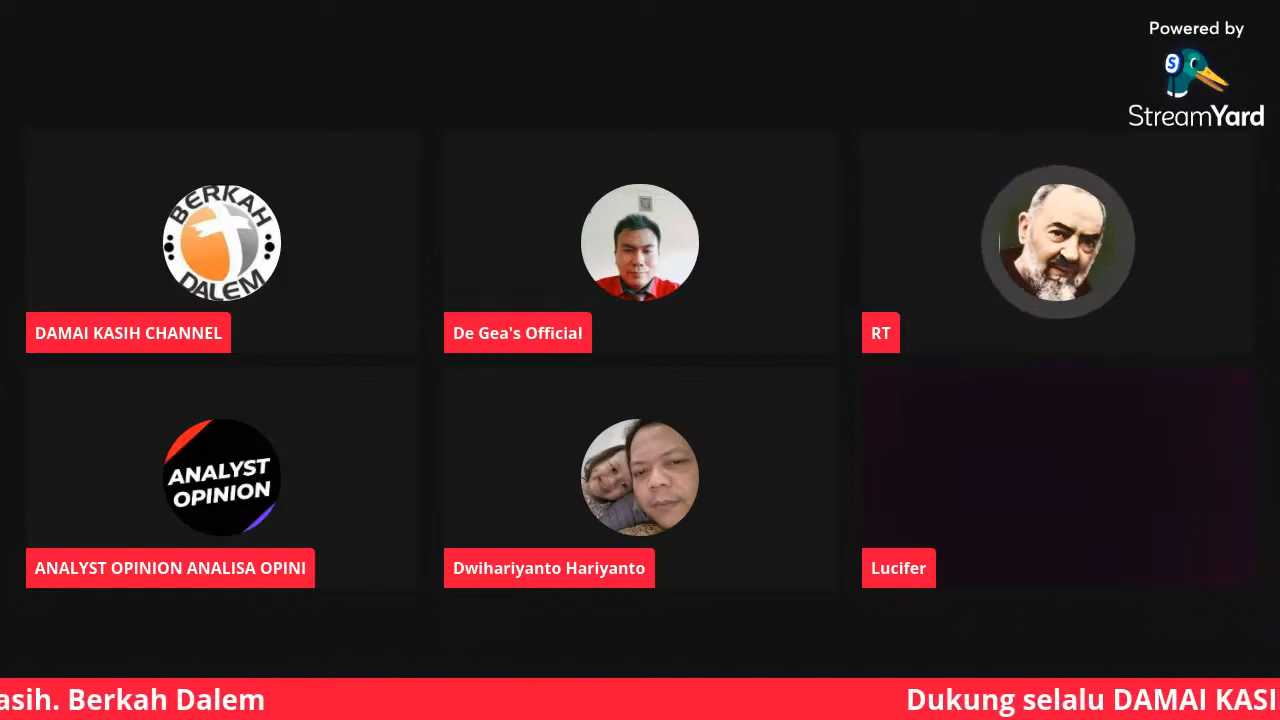 Powered by
S
StreamYard
BERKAH
DALEM
DAMAI KASIH CHANNEL
De Gea's Official
RT
ANALYST
OPINION
ANALYST OPINION ANALISA OPINI
Dwihariyanto Hariyanto
Lucifer
asih. Berkah Dalem
Dukung selalu DAMAI KASI